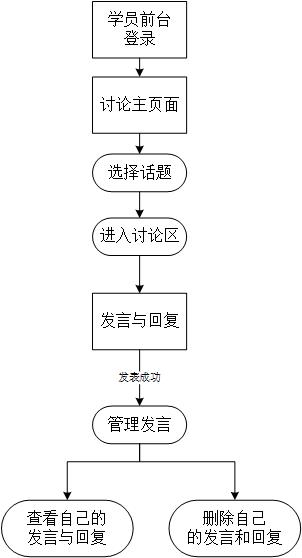 学员前台
登录
讨论主页面
选择话题
进入讨论区
发言与回复
发表成功
管理发言
查看自己的
发言与回复
删除自己
的发言和回复